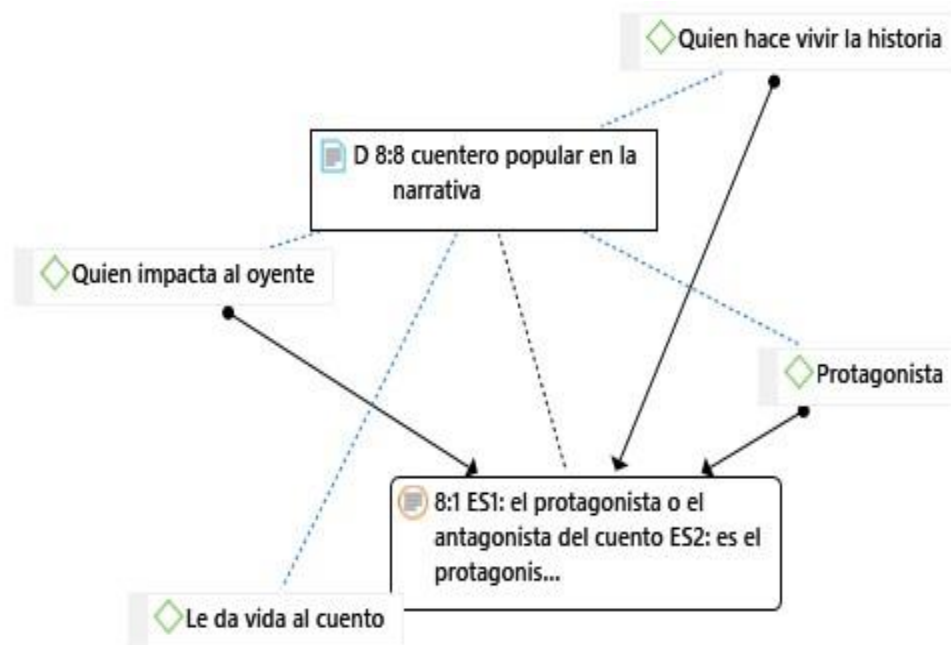 Quien hace vivir la historia
D 8:8 cuentero popular en la
narrativa
Quien impacta al oyente
Protagonista
8:1 ES1: el protagonista o el
antagonista del cuento ES2: es el
protagonis...
Le da vida al cuento